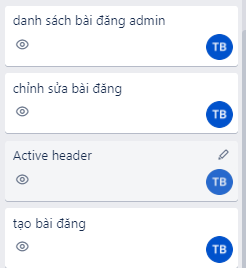 danh sách bài đăng admin
TB
chỉnh sửa bài đăng
TB
Active header
TB
tạo bài đăng
TB